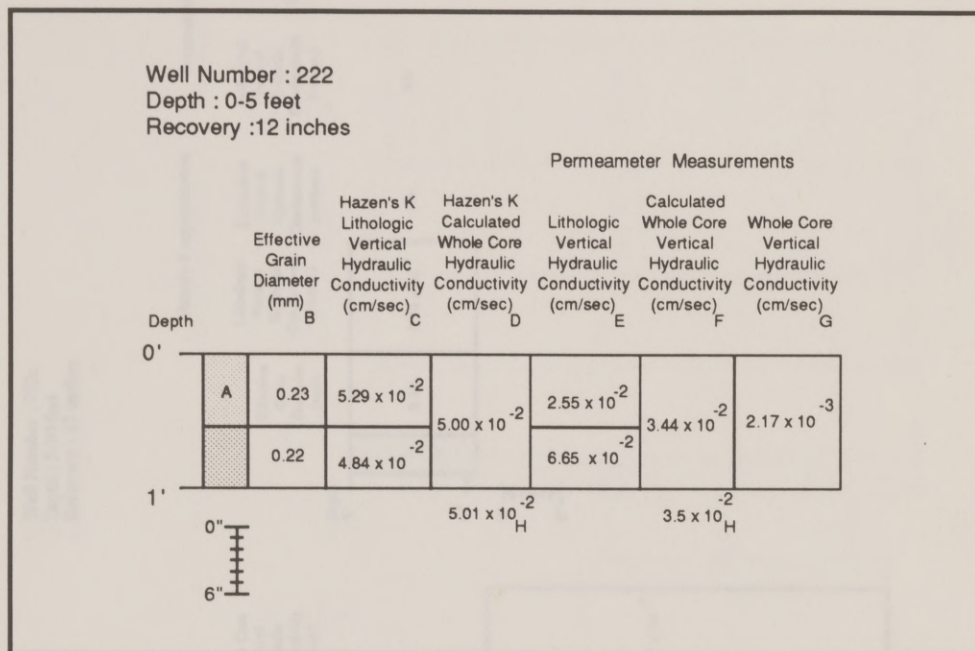 Well Number : 222
Depth : 0-5 feet
Recovery :12 inches
Permeameter Measurements
Effective
Grain
Diameter
(mm) B
Hazen's K
Lithologic
Vertical
Hydraulic
Conductivity
(cm/sec) C
Hazen's K
Calculated
Whole Core
Hydraulic
Conductivity
(cm/sec) D
Lithologic
Vertical
Hydraulic
Conductivity
(cm/sec) E
Calculated
Whole Core
Vertical
Hydraulic
Conductivity
(cm/sec) F
Whole Core
Vertical
Hydraulic
Conductivity
(cm/sec) G
Depth
0'
A 0.23 5.29 x 10 -2 5.00 x 10 -2 2.55 x 10 -2 3.44 x 10 -2 2.17 x 10 -3
0.22 4.84 x 10 -2 6.65 x 10 -2
1'
5.01 x 10 -2 H 3.5 x 10 -2 H
0"
6"